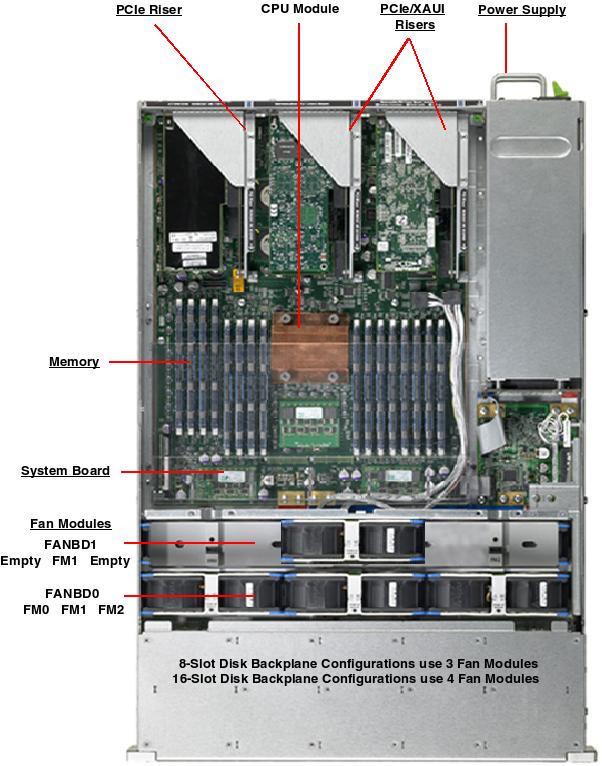 PCIe Riser
CPU Module
PCIe/XAUI
Risers
Power Supply
Memory
System Board
Fan Modules
FANBD1
Empty FM1 Empty
FANBD0
FM0 FM1 FM2
8-Slot Disk Backplane Configurations use 3 Fan Modules
16-Slot Disk Backplane Configurations use 4 Fan Modules